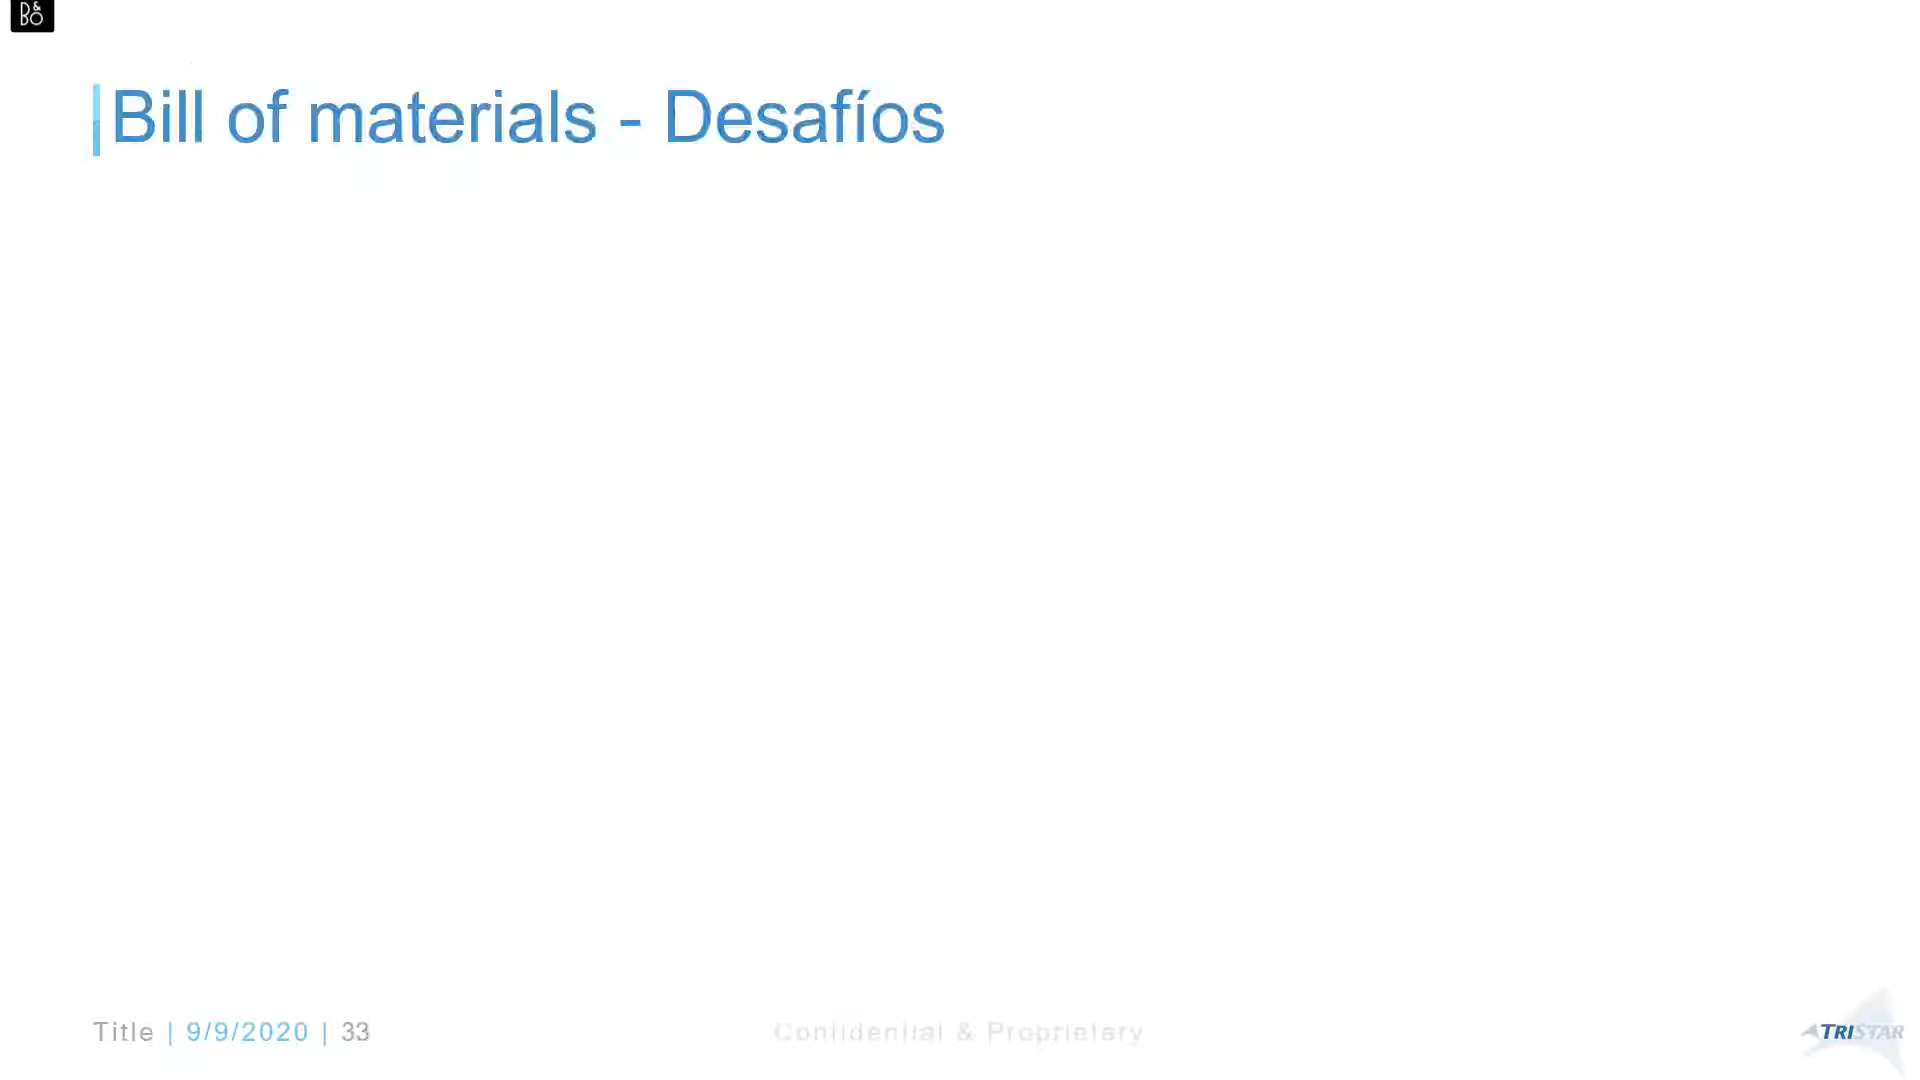 B&O
Bill of materials - Desafíos
Title | 9/9/2020 | 33
Confidential & Proprietary
TRISTAR